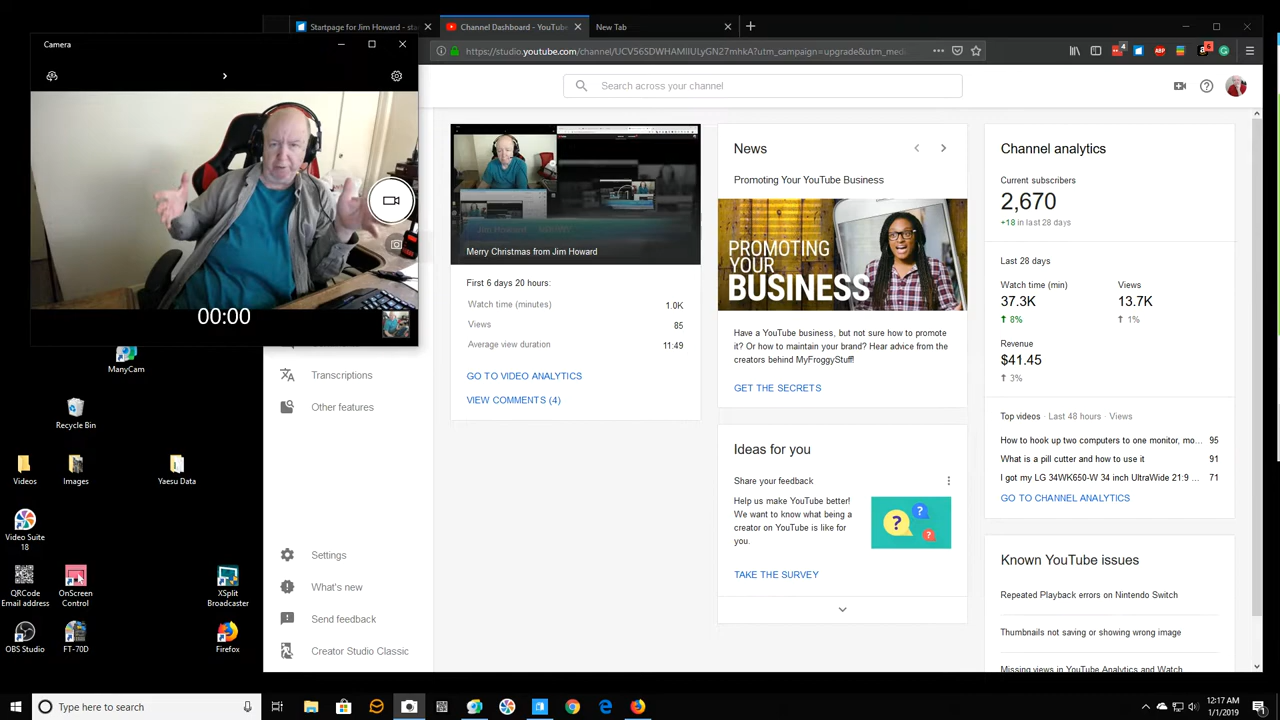 Startpage for Jim Howard - sta
Channel Dashboard - YouTube
New Tab
Camera
https://studio.youtube.com/channel/
?utm_campaign=upgrade&utm_med
4
ABP
6
Search across your channel
Merry Christmas from Jim Howard
First 6 days 20 hours:
Watch time (minutes) 1.0K
Views 85
Average view duration 11:49
GO TO VIDEO ANALYTICS
VIEW COMMENTS (4)
News
Promoting Your YouTube Business
PROMOTING
YOUR
BUSINESS
Have a YouTube business, but not sure how to promote
it? Or how to maintain your brand? Hear advice from the
creators behind MyFroggyStuff!
GET THE SECRETS
Ideas for you
Share your feedback
Help us make YouTube better!
We want to know what being a
creator on YouTube is like for
you.
TAKE THE SURVEY
Channel analytics
Current subscribers
2,670
+18 in last 28 days
Last 28 days
Watch time (min) Views
37.3K 13.7K
8% 1%
Revenue
$41.45
3%
Top videos · Last 48 hours · Views
How to hook up two computers to one monitor, mo... 95
What is a pill cutter and how to use it 91
I got my LG 34WK650-W 34 inch UltraWide 21:9 ... 71
GO TO CHANNEL ANALYTICS
Known YouTube issues
Repeated Playback errors on Nintendo Switch
Thumbnails not saving or showing wrong image
Missing views in YouTube Analytics and Watch
00:00
Transcriptions
Other features
Settings
What's new
Send feedback
Creator Studio Classic
ManyCam
Recycle Bin
Videos
Images
Yaesu Data
Video Suite
18
QRCode
Email address
OnScreen
Control
XSplit
Broadcaster
OBS Studio
FT-70D
Firefox
Type here to search
12:17 AM
1/1/2019
1